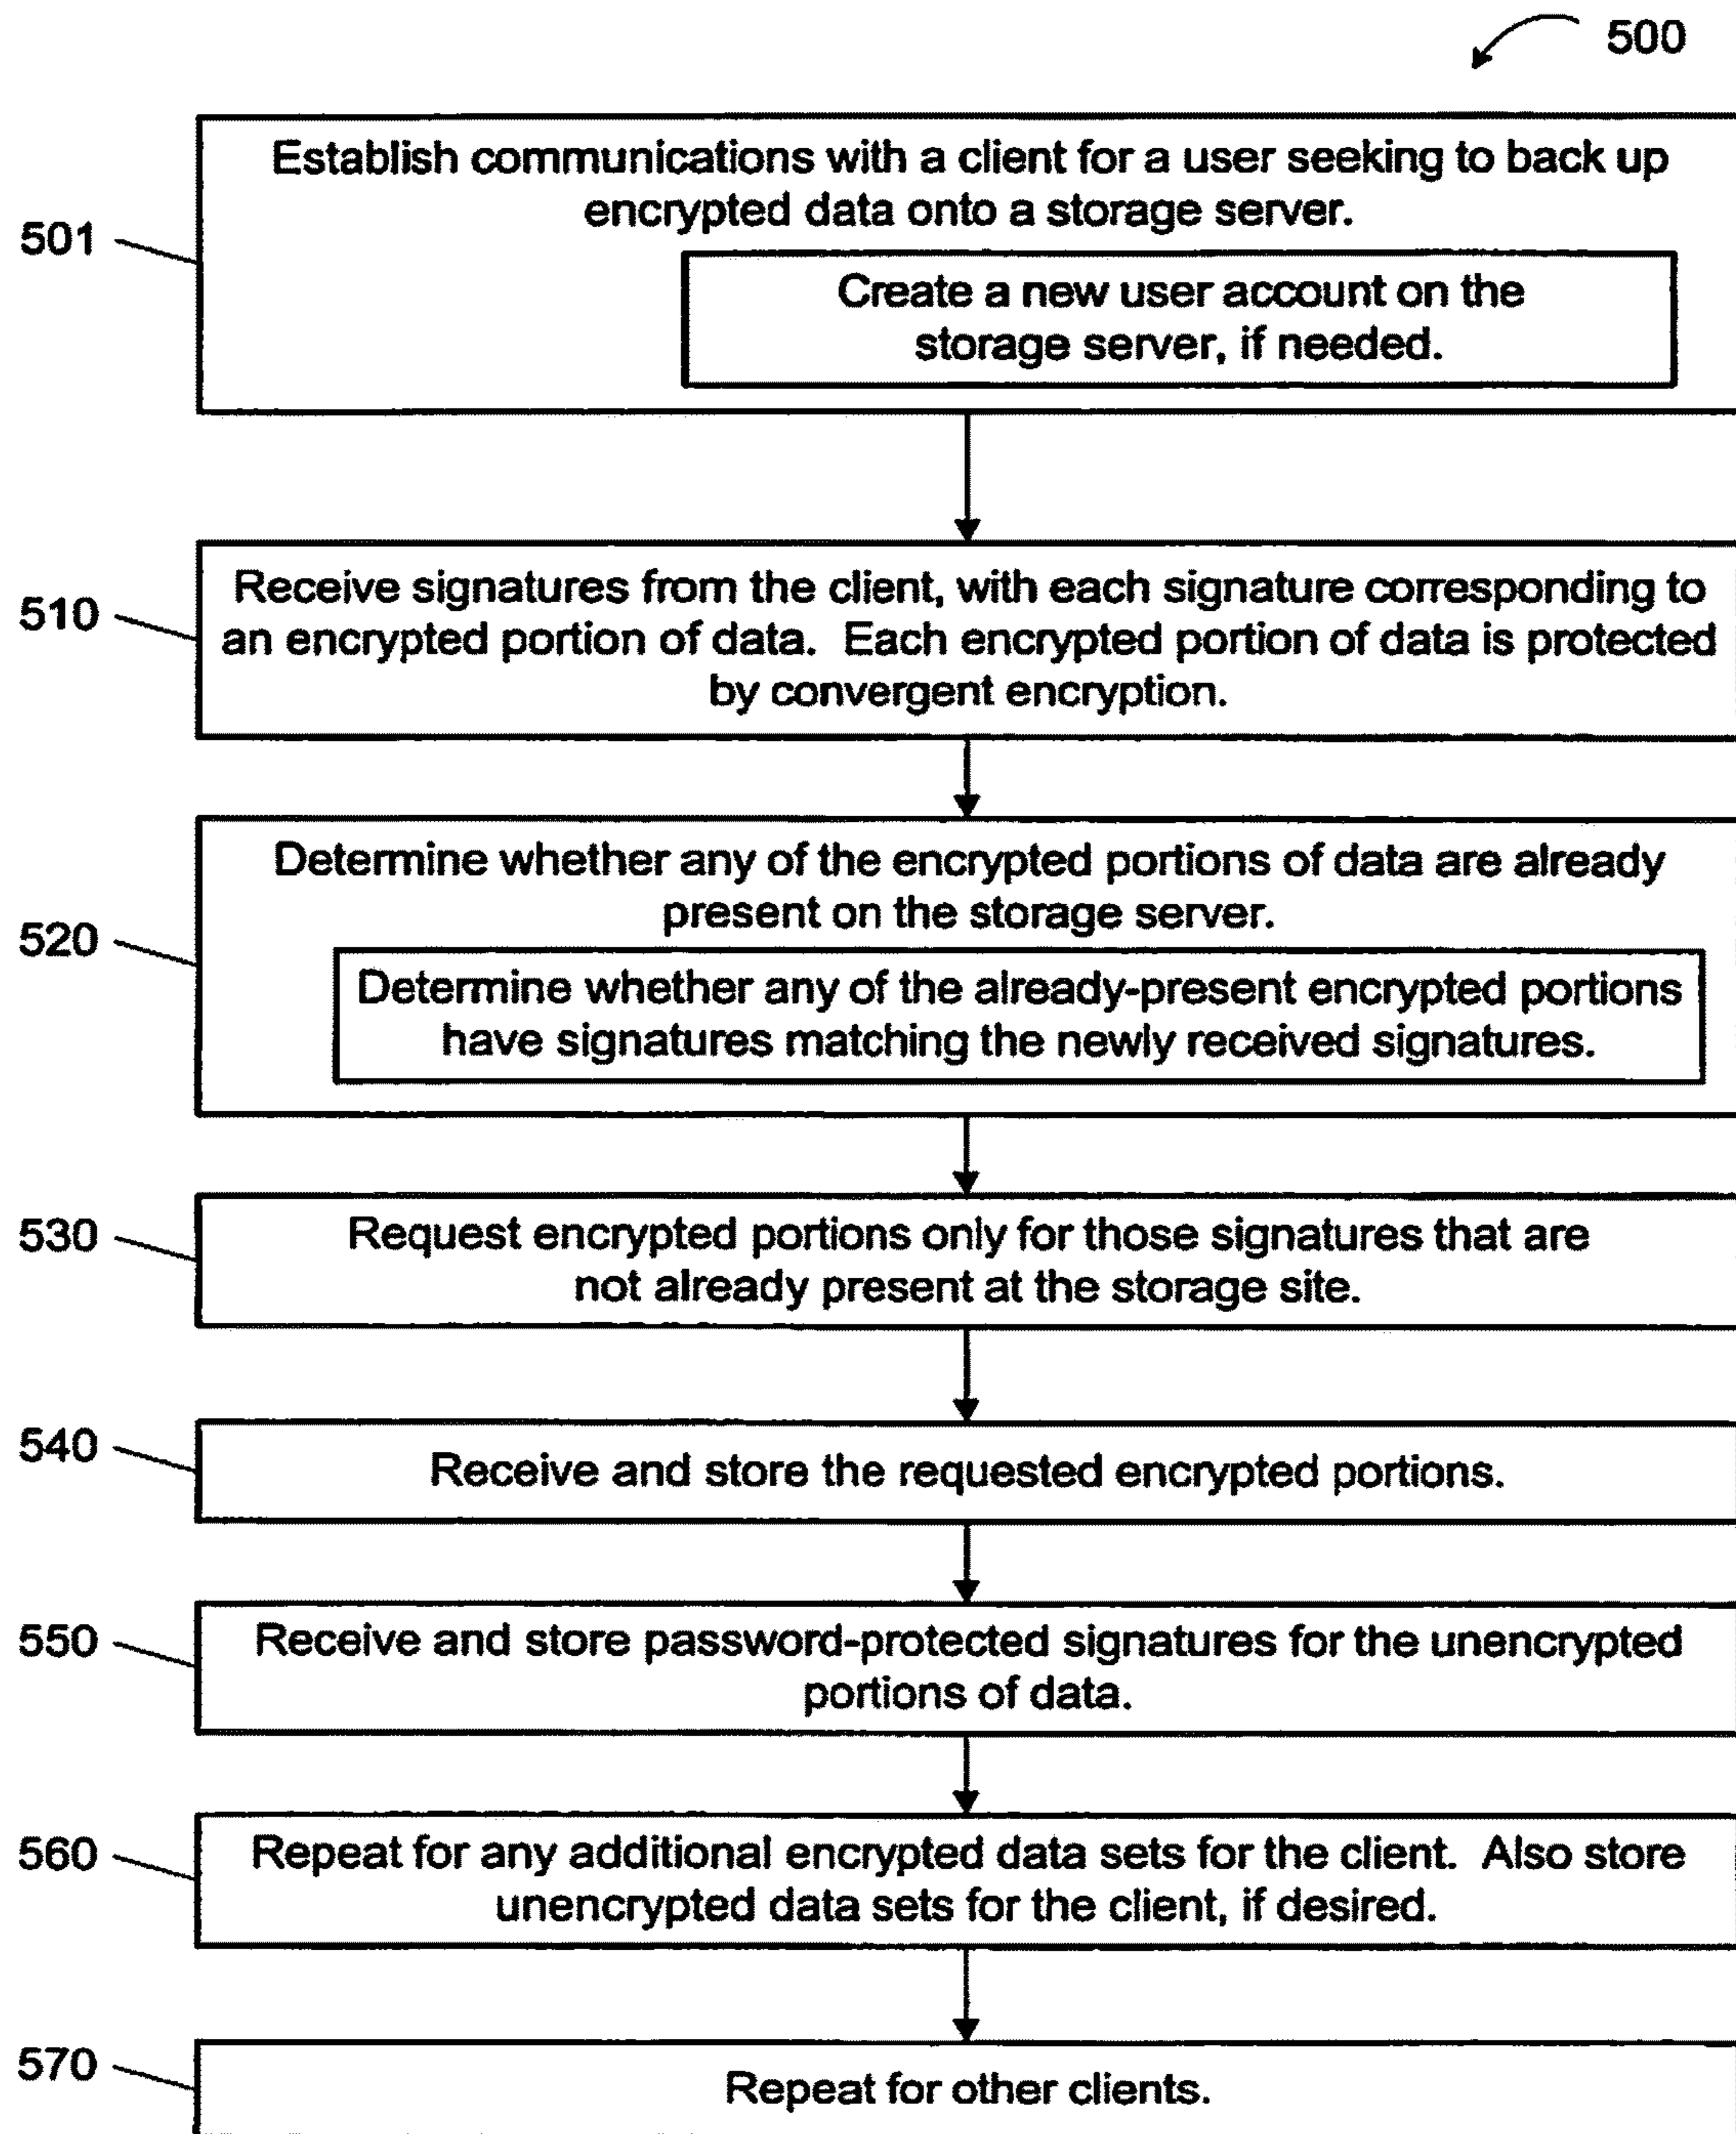 500
501
Establish communications with a client for a user seeking to back up
encrypted data onto a storage server.
Create a new user account on the
storage server, if needed.
510
Receive signatures from the client, with each signature corresponding to
an encrypted portion of data. Each encrypted portion of data is protected
by convergent encryption.
520
Determine whether any of the encrypted portions of data are already
present on the storage server.
Determine whether any of the already-present encrypted portions
have signatures matching the newly received signatures.
530
Request encrypted portions only for those signatures that are
not already present at the storage site.
540
Receive and store the requested encrypted portions.
550
Receive and store password-protected signatures for the unencrypted
portions of data.
560
Repeat for any additional encrypted data sets for the client. Also store
unencrypted data sets for the client, if desired.
570
Repeat for other clients.